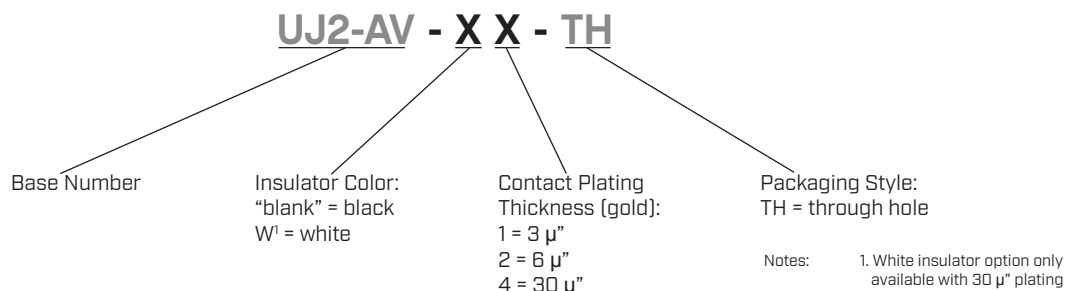 UJ2-AV - X X - TH
Base Number
Insulator Color:
“blank” = black
W¹ = white
Contact Plating
Thickness (gold):
1 = 3 µ”
2 = 6 µ”
4 = 30 µ”
Packaging Style:
TH = through hole
Notes: 1. White insulator option only
available with 30 µ” plating